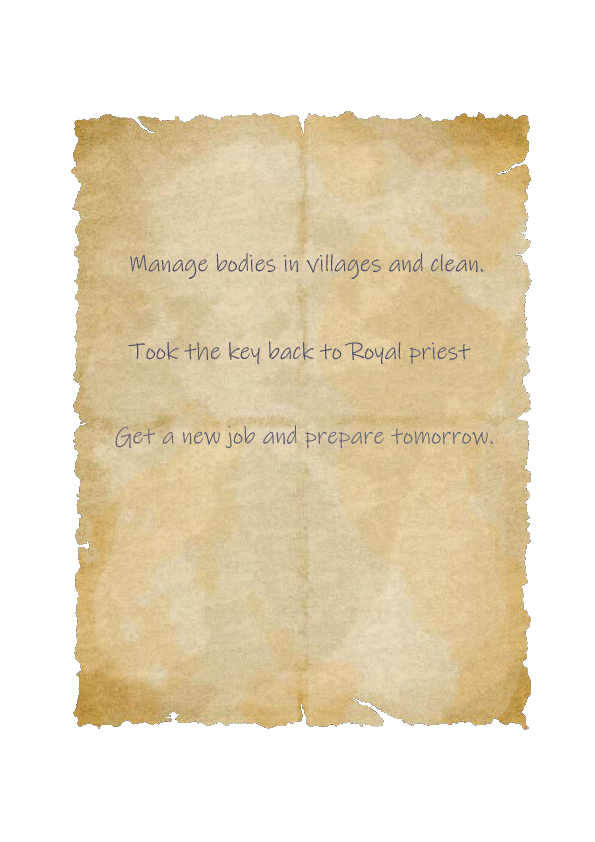 Manage bodies in villages and clean.
Took the key back to Royal priest
Get a new job and prepare tomorrow.